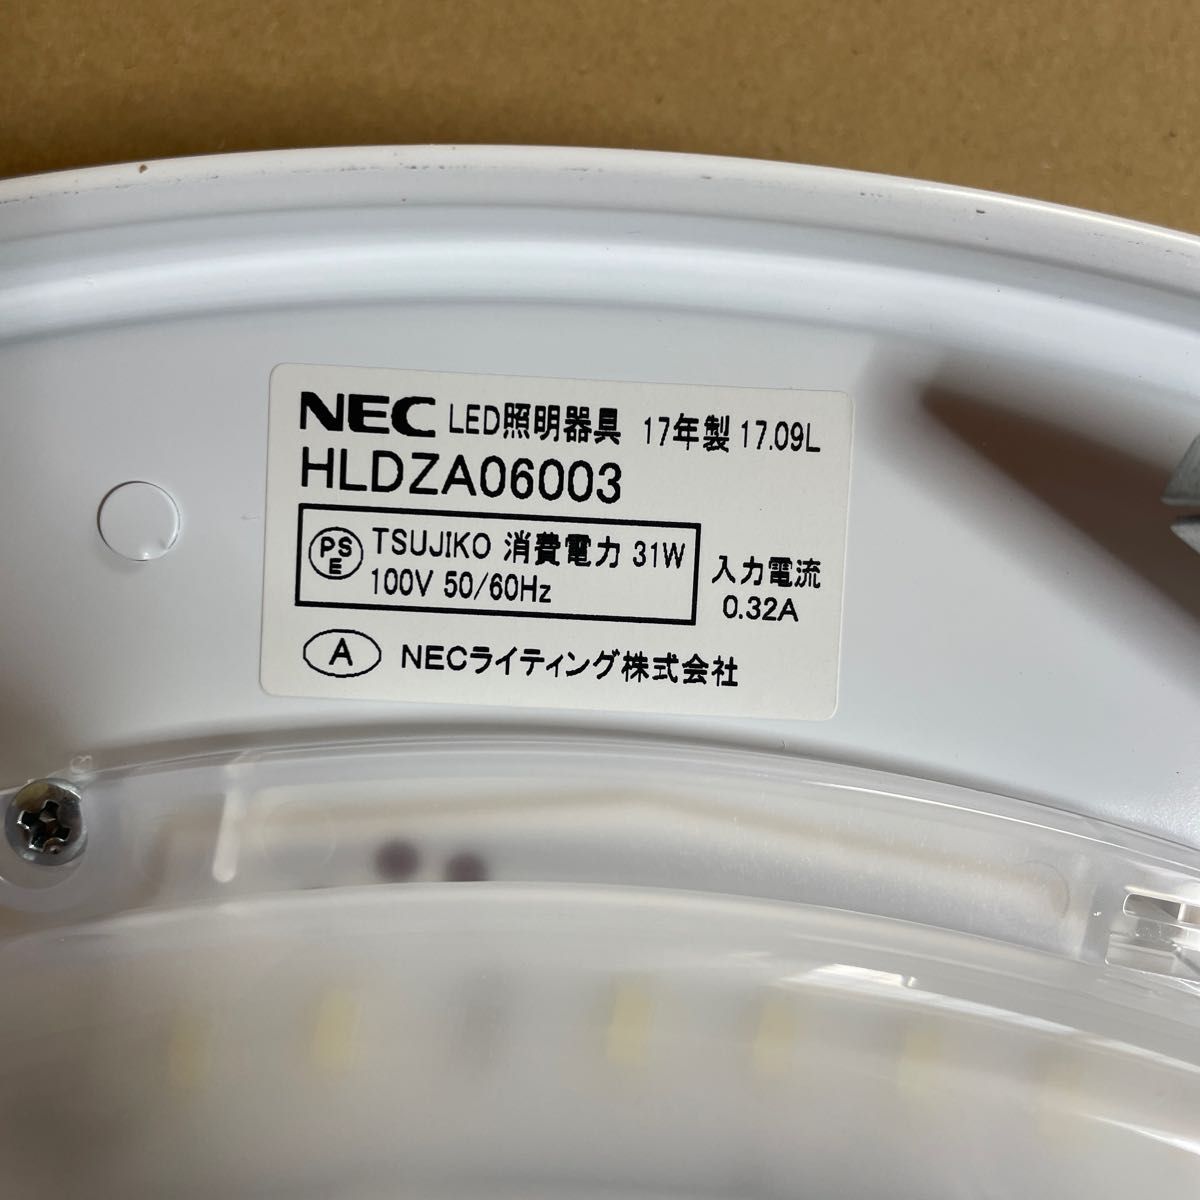 NEC LED照明器具 17年製 17.09L
HLDZA06003
PSE TSUJIKO 消費電力 31W
100V 50/60Hz
入力電流
0.32A
A NECライティング株式会社